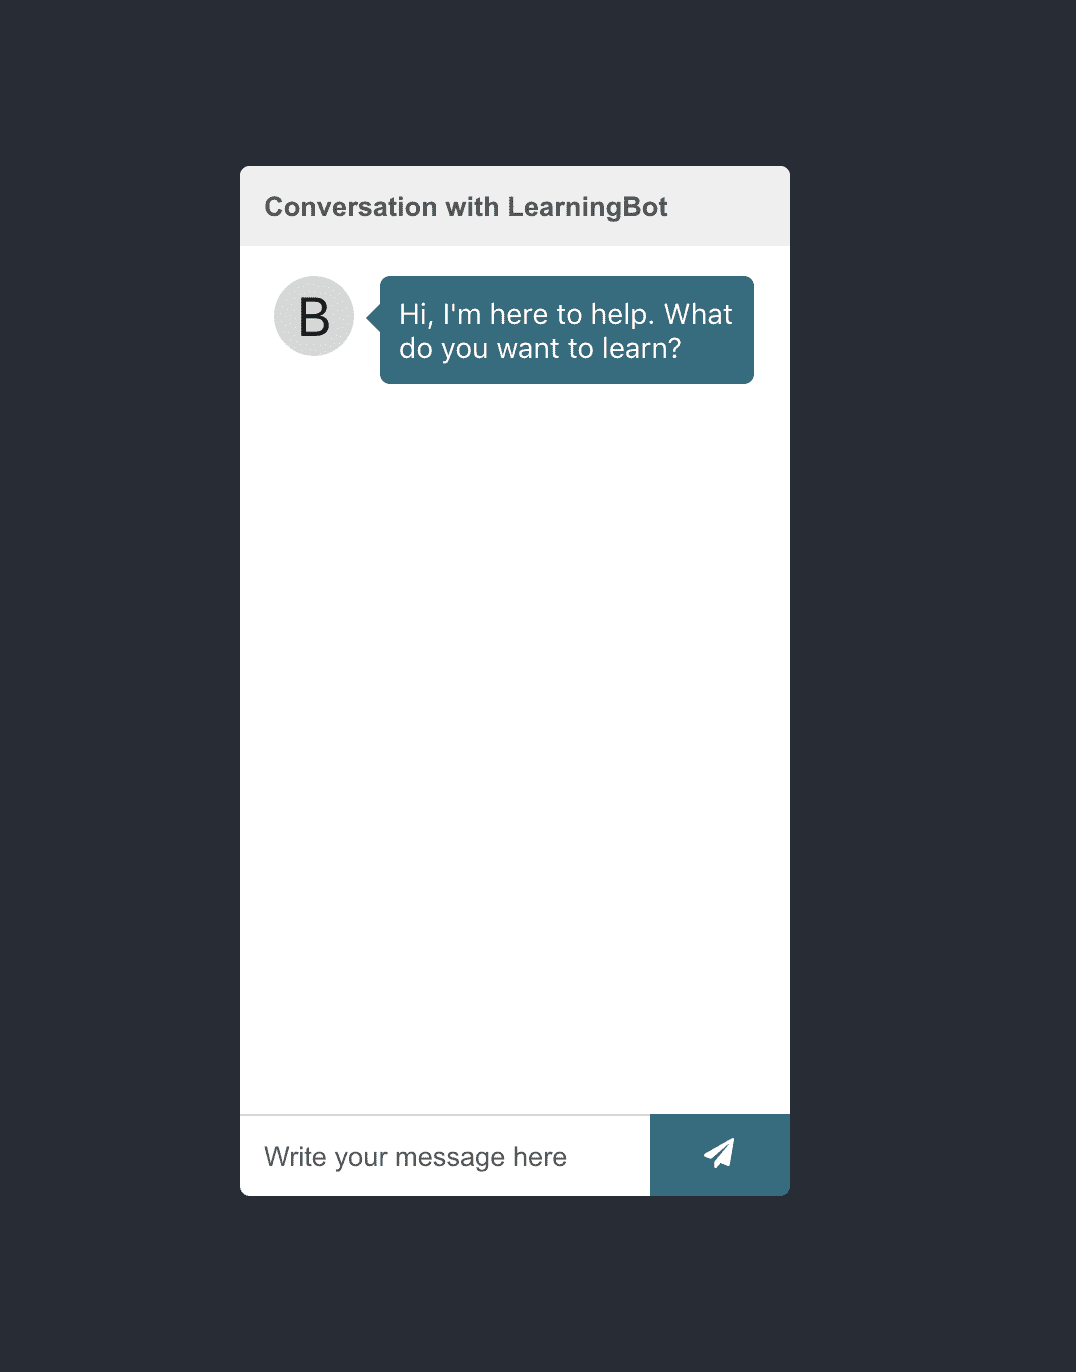 Conversation with LearningBot
B
Hi, I'm here to help. What
do you want to learn?
Write your message here